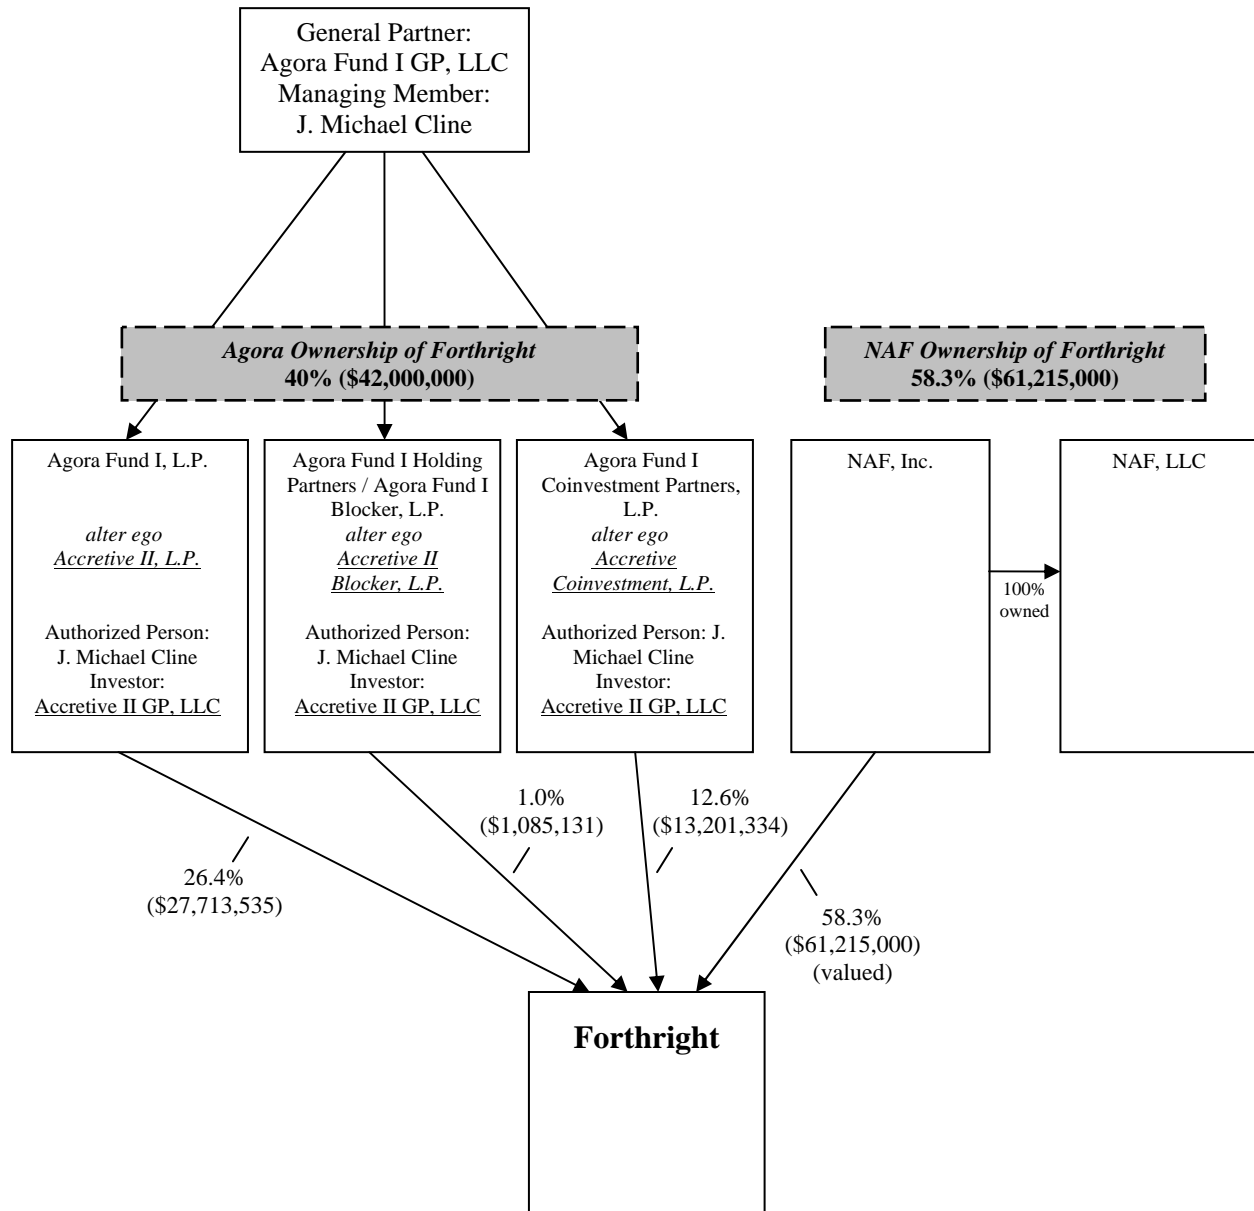 General Partner:
Agora Fund I GP, LLC
Managing Member:
J. Michael Cline
Agora Ownership of Forthright
40% ($42,000,000)
NAF Ownership of Forthright
58.3% ($61,215,000)
Agora Fund I, L.P.
alter ego
Accretive II, L.P.
Authorized Person:
J. Michael Cline
Investor:
Accretive II GP, LLC
Agora Fund I Holding
Partners / Agora Fund I
Blocker, L.P.
alter ego
Accretive II
Blocker, L.P.
Authorized Person:
J. Michael Cline
Investor:
Accretive II GP, LLC
Agora Fund I
Coinvestment Partners,
L.P.
alter ego
Accretive
Coinvestment, L.P.
Authorized Person: J.
Michael Cline
Investor:
Accretive II GP, LLC
NAF, Inc.
100%
owned
NAF, LLC
26.4%
($27,713,535)
1.0%
($1,085,131)
12.6%
($13,201,334)
58.3%
($61,215,000)
(valued)
Forthright